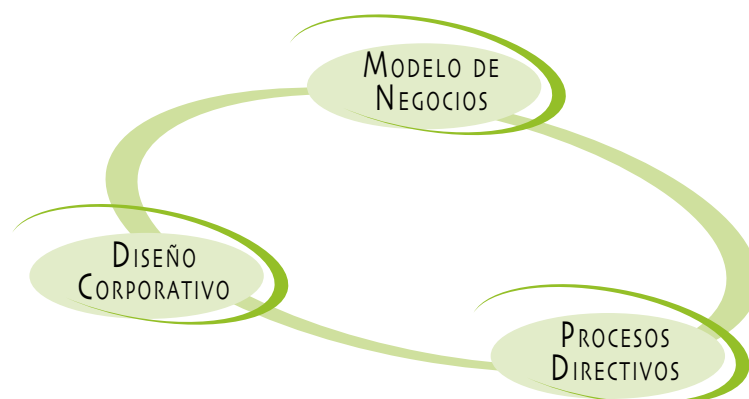 Modelo de
Negocios
Diseño
Corporativo
Procesos
Directivos